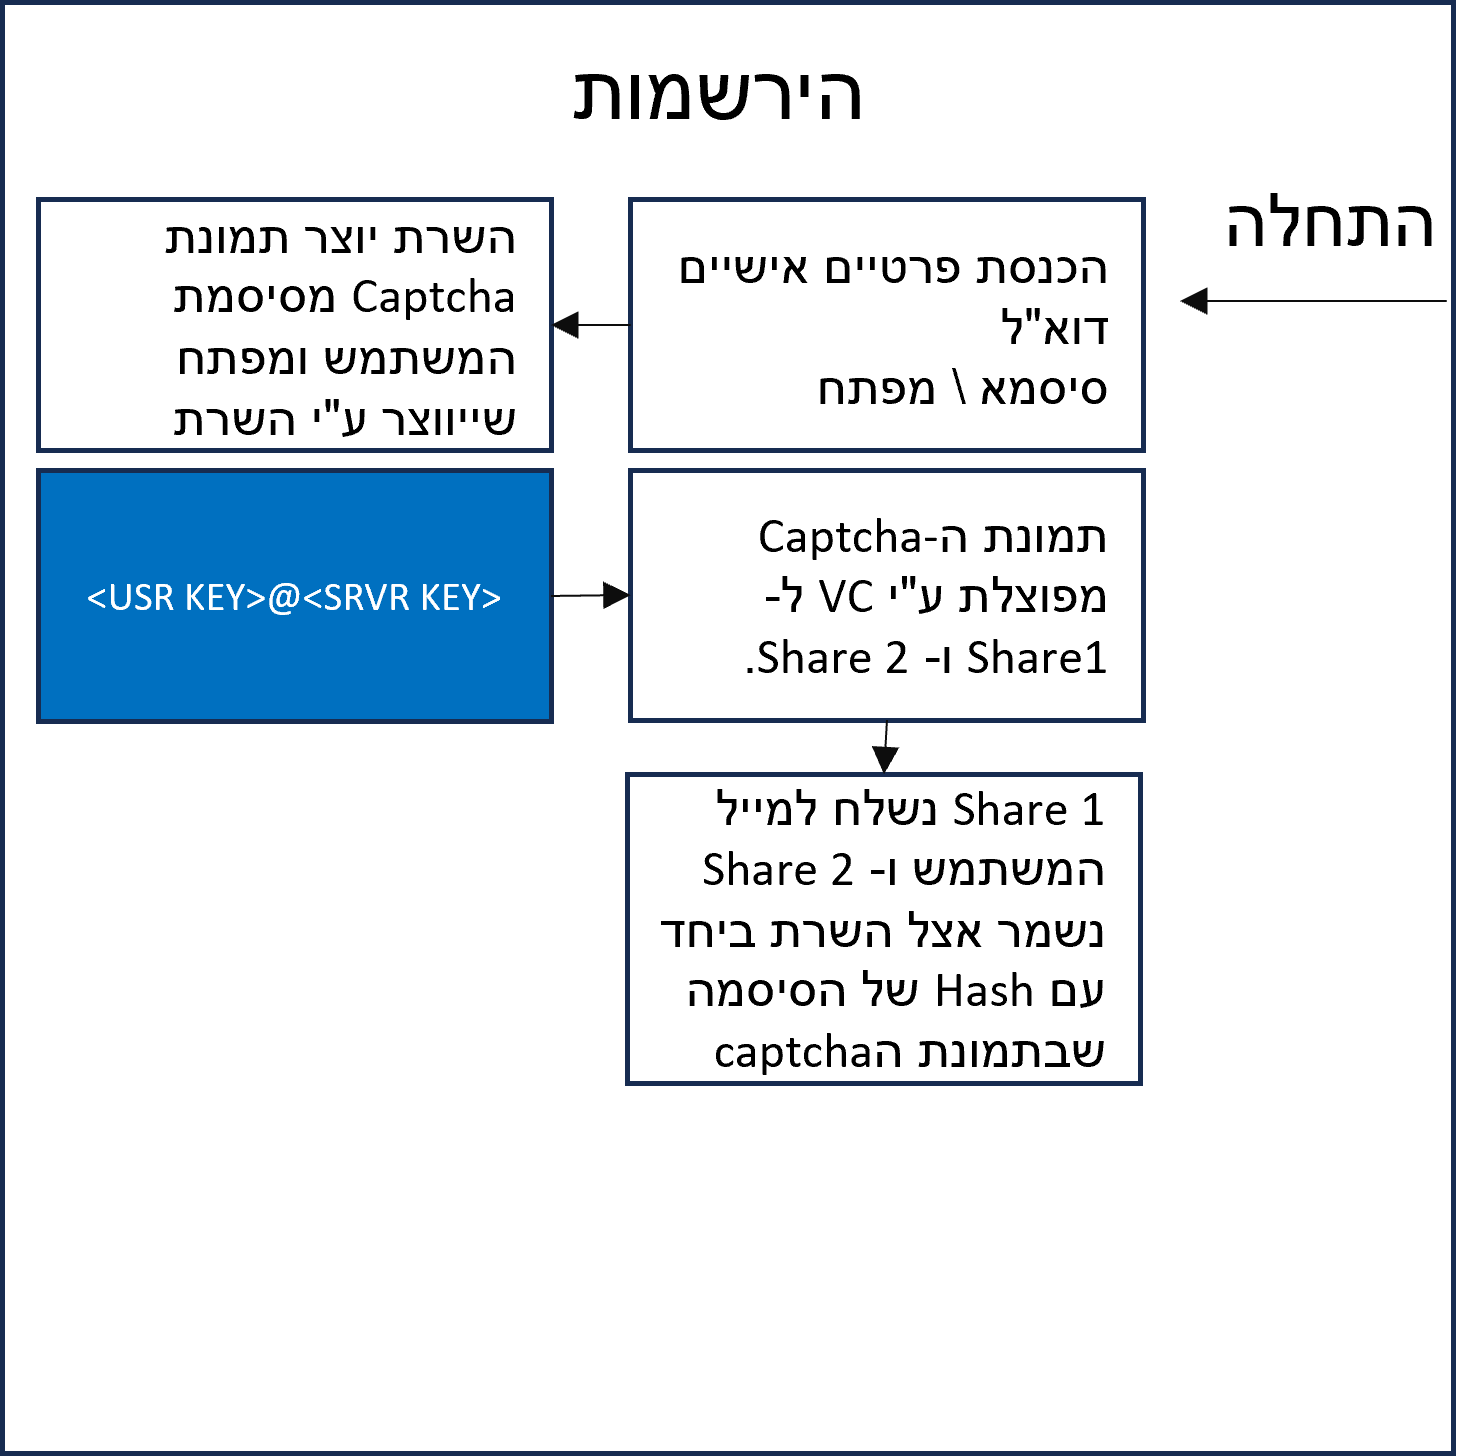 הירשמות
התחלה
הכנסת פרטיים אישיים
דוא"ל
סיסמא \ מפתח
השרת יוצר תמונת
Captcha מסיסמת
המשתמש ומפתח
שייווצר ע"י השרת
<USR KEY>@<SRVR KEY>
תמונת ה-Captcha
מפוצלת ע"י VC ל-
Share1 ו- Share 2.
Share 1 נשלח למייל
המשתמש ו- Share 2
נשמר אצל השרת ביחד
עם Hash של הסיסמה
שבתמונת הcaptcha